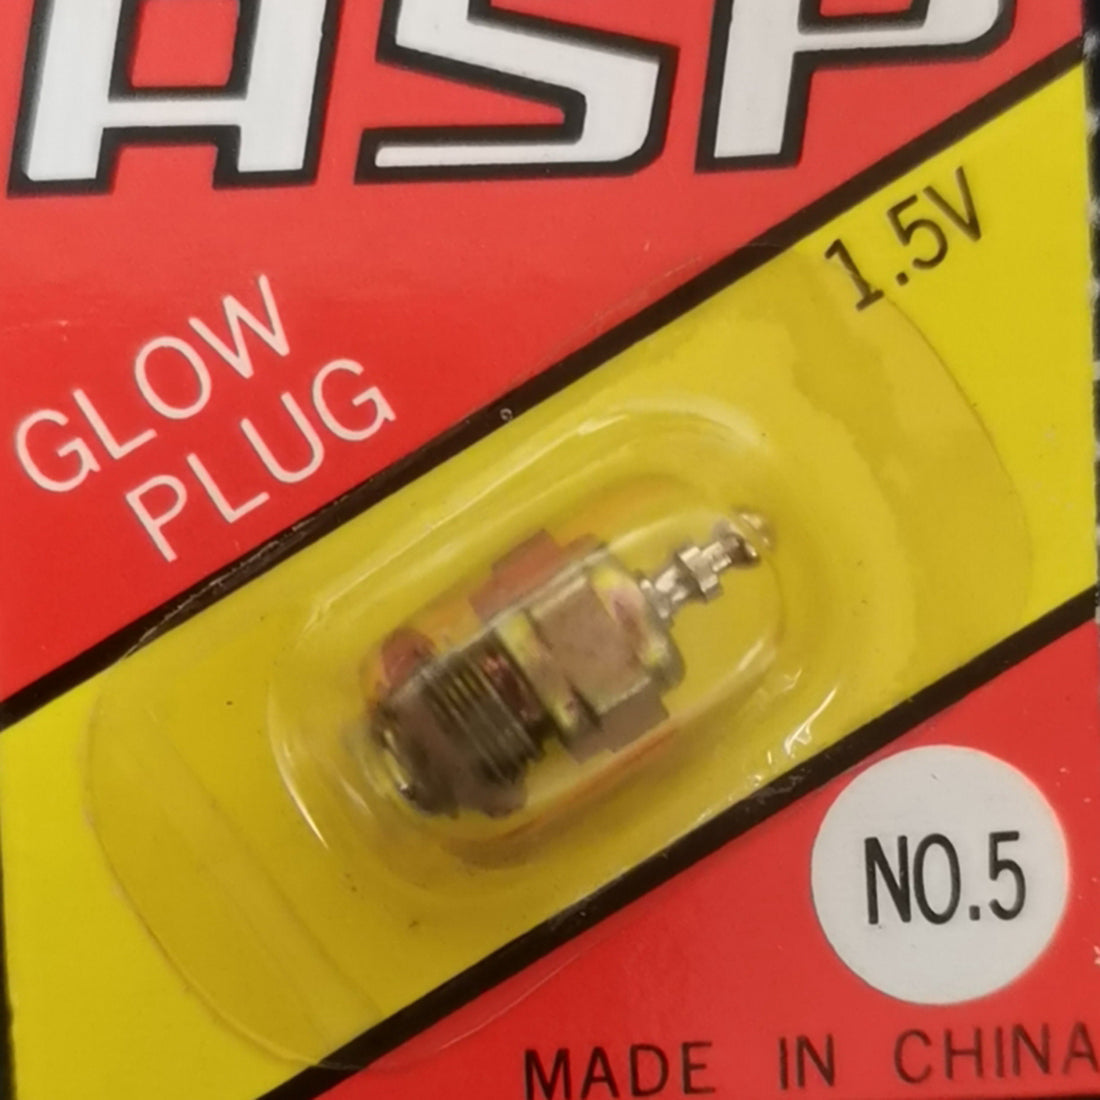 ASP
1.5V
GLOW
PLUG
NO.5
MADE IN CHINA